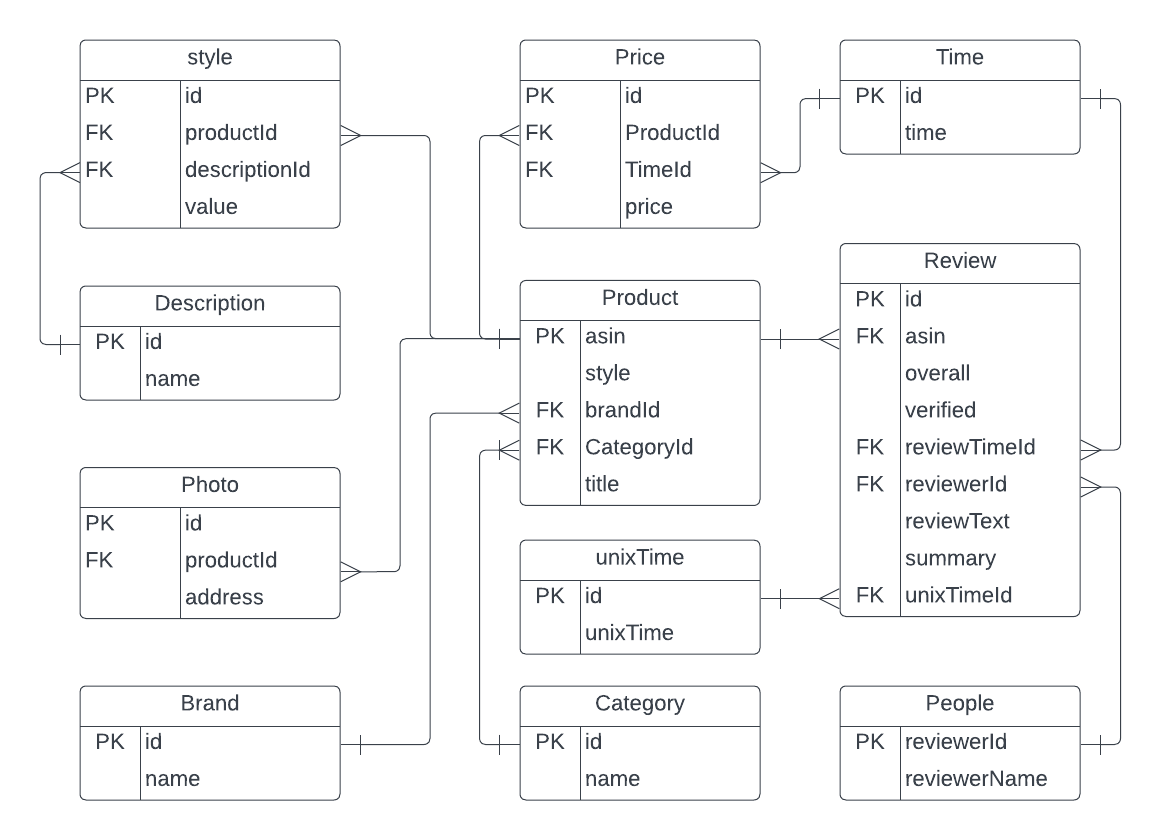 style
PK id
FK productId
FK descriptionId
value
Price
PK id
FK ProductId
FK TimeId
price
Time
PK id
time
Description
PK id
name
Product
PK asin
style
FK brandId
FK CategoryId
title
Review
PK id
FK asin
overall
verified
FK reviewTimeId
FK reviewerId
reviewText
summary
FK unixTimeId
Photo
PK id
FK productId
address
unixTime
PK id
unixTime
Brand
PK id
name
Category
PK id
name
People
PK reviewerId
reviewerName